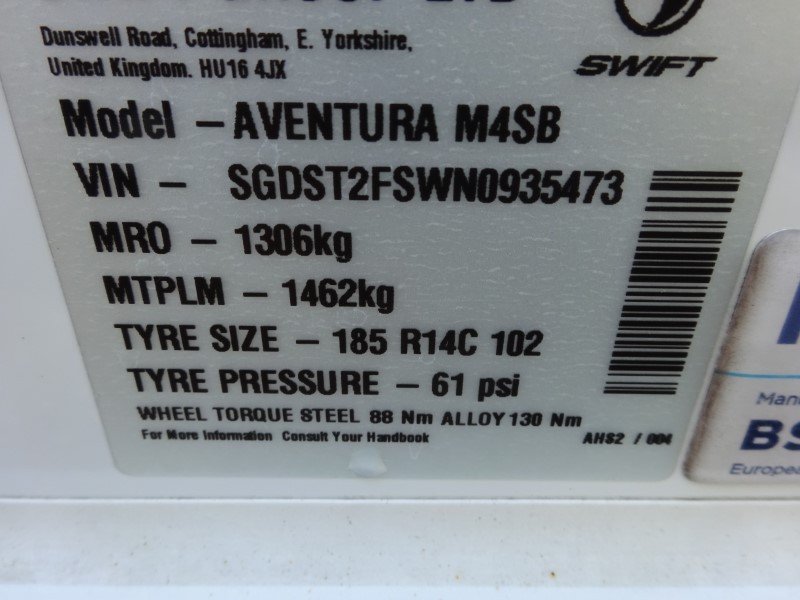 Dunswell Road, Cottingham, E. Yorkshire,
United Kingdom. HU16 4JX
SWIFT
Model – AVENTURA M4SB
VIN – SGDST2FSWN0935473
MRO – 1306kg
MTPLM – 1462kg
TYRE SIZE – 185 R14C 102
TYRE PRESSURE – 61 psi
WHEEL TORQUE STEEL 88 Nm ALLOY 130 Nm
For More Information Consult Your Handbook
AHS2 / 004